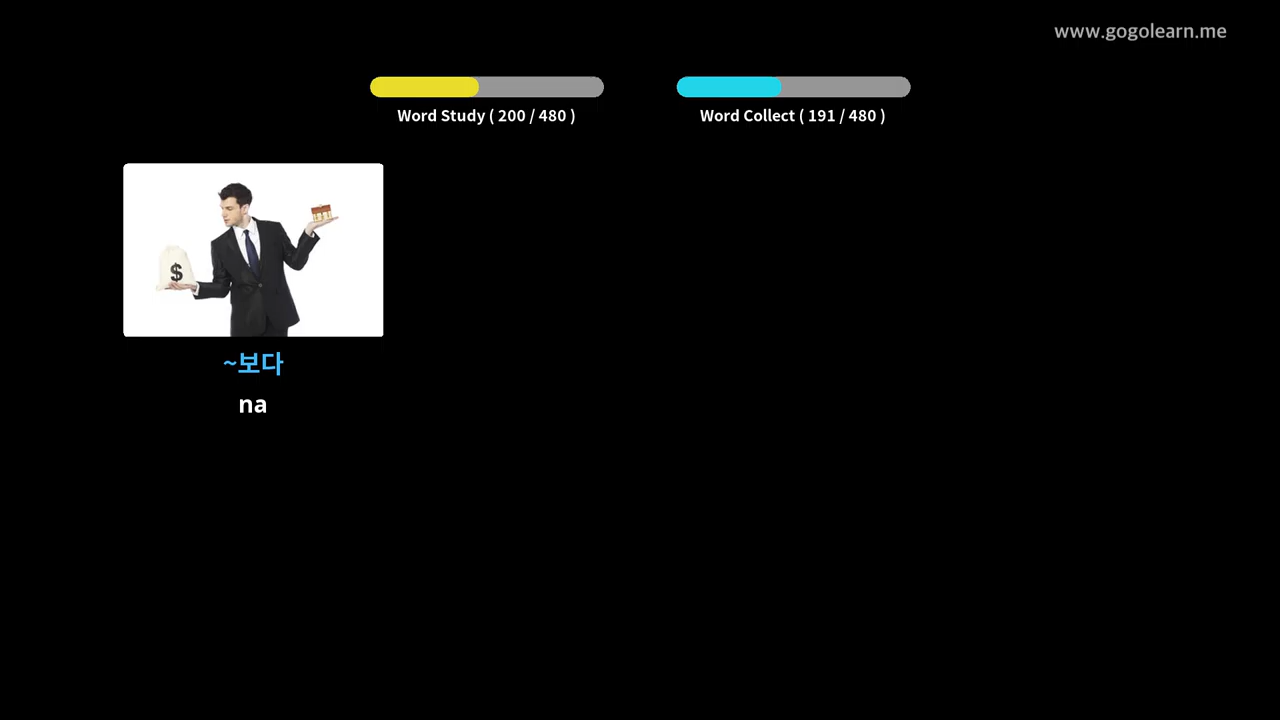 www.gogolearn.me
Word Study ( 200 / 480 )
Word Collect ( 191 / 480 )
$
~보다
na